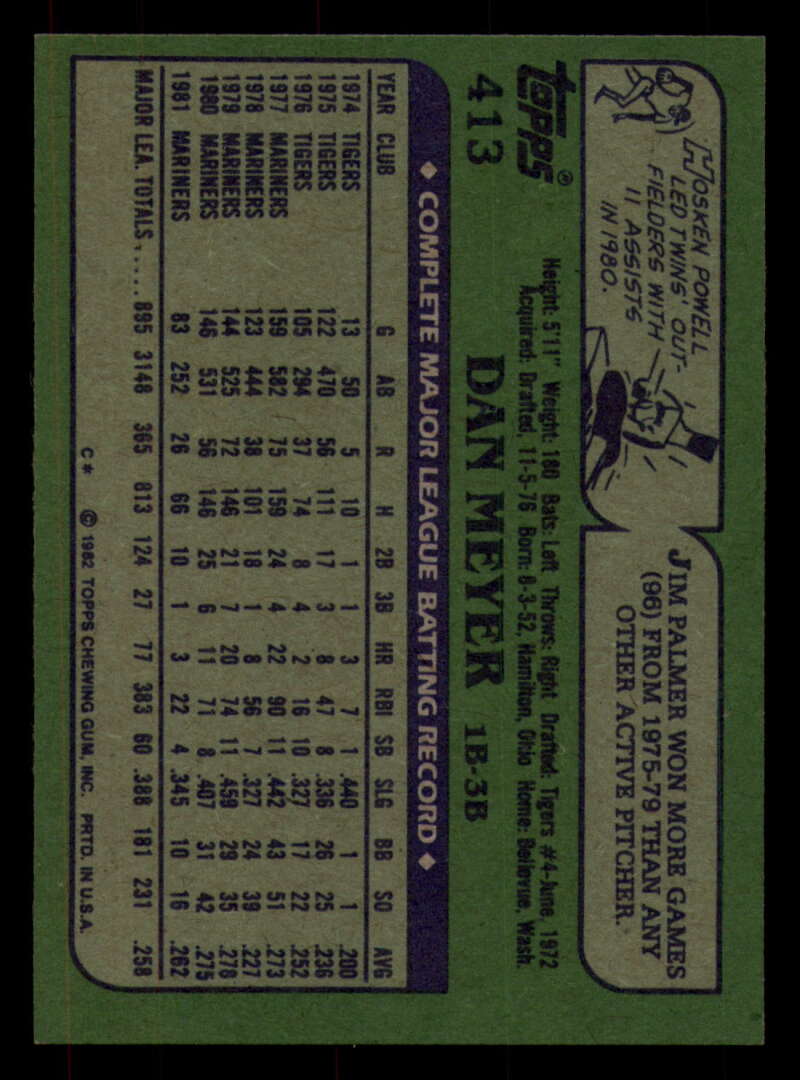 HOSKEN POWELL
LED TWINS' OUT-
FIELDERS WITH
11 ASSISTS
IN 1980.
JIM PALMER WON MORE GAMES
(96) FROM 1975-79 THAN ANY
OTHER ACTIVE PITCHER.
TOPPS®
413
Height: 5'11" Weight: 180 Bats: Left Throws: Right Drafted: Tigers #4-June, 1972
Acquired: Drafted, 11-5-76 Born: 8-3-52, Hamilton, Ohio Home: Bellevue, Wash.
DAN MEYER 1B-3B
◆ COMPLETE MAJOR LEAGUE BATTING RECORD ◆
YEAR CLUB G AB R H 2B 3B HR RBI SB SLG BB SO AVG
1974 TIGERS 13 50 5 10 1 1 3 7 1 .440 1 1 .200
1975 TIGERS 122 470 56 111 17 3 8 47 8 .336 26 25 .236
1976 TIGERS 105 294 37 74 8 4 2 16 10 .327 17 22 .252
1977 MARINERS 159 582 75 159 24 4 22 90 11 .442 43 51 .273
1978 MARINERS 123 444 38 101 18 1 8 56 7 .327 24 39 .227
1979 MARINERS 144 525 72 146 21 7 20 74 11 .459 29 35 .278
1980 MARINERS 146 531 56 146 25 6 11 71 8 .407 31 42 .275
1981 MARINERS 83 252 26 66 10 1 3 22 4 .345 10 16 .262
MAJOR LEA. TOTALS..... 895 3148 365 813 124 27 77 383 60 .388 181 231 .258
C* © 1982 TOPPS CHEWING GUM, INC. PRTD. IN U.S.A.